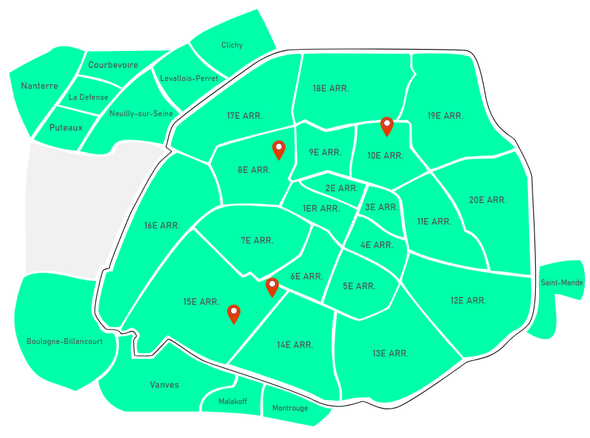 Clichy
Courbevoire
Levallois-Perret
Nanterre
La Defense
Neuilly-sur-Seine
Puteaux
18E ARR.
17E ARR.
19E ARR.
9E ARR.
10E ARR.
8E ARR.
2E ARR.
20E ARR.
1ER ARR.
3E ARR.
11E ARR.
16E ARR.
7E ARR.
4E ARR.
6E ARR.
5E ARR.
Saint-Mande
15E ARR.
12E ARR.
Boulogne-Billancourt
14E ARR.
13E ARR.
Vanves
Malakoff
Montrouge